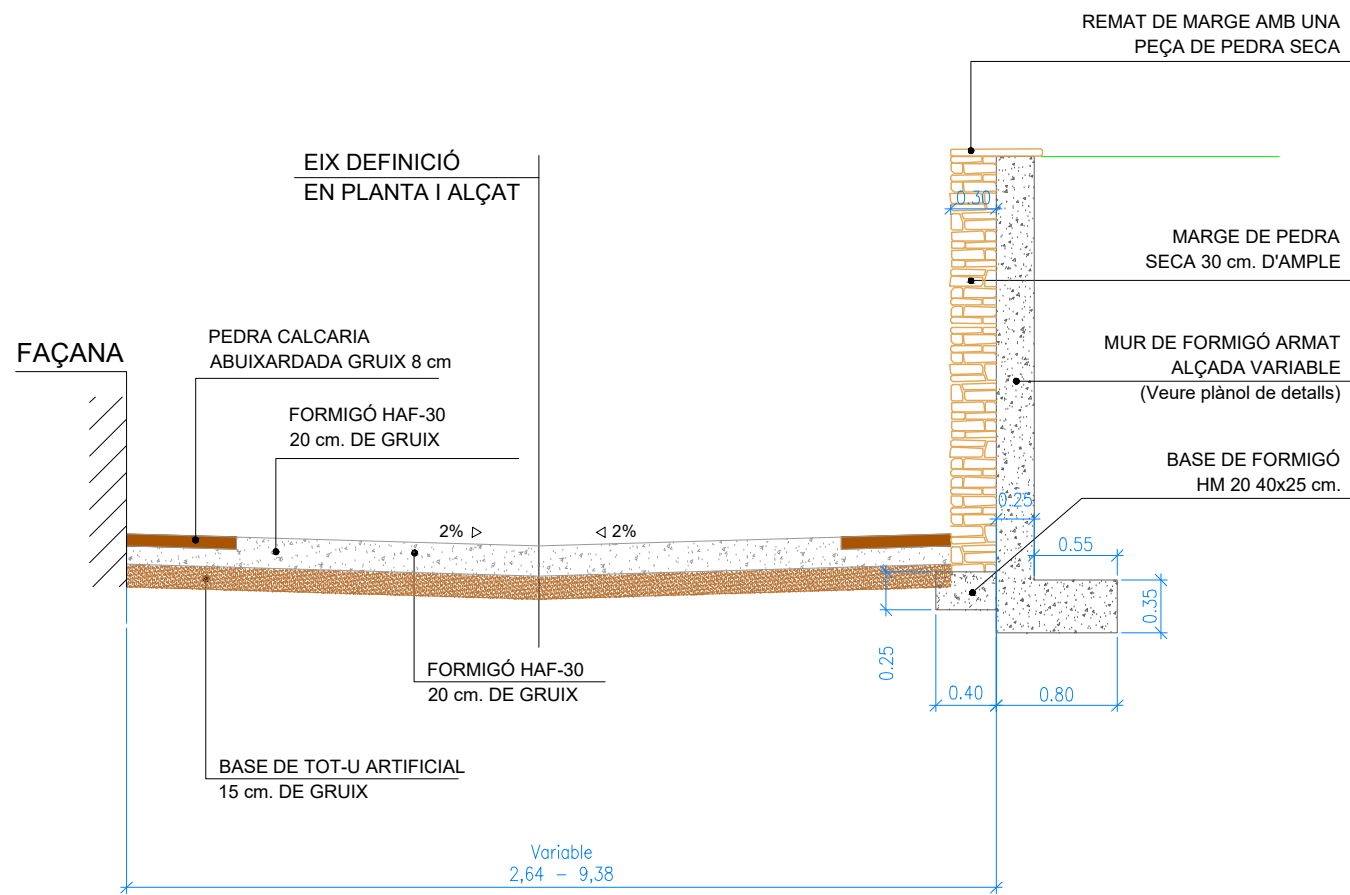 REMAT DE MARGE AMB UNA
PEÇA DE PEDRA SECA
EIX DEFINICIÓ
EN PLANTA I ALÇAT
0.30
MARGE DE PEDRA
SECA 30 cm. D'AMPLE
FAÇANA
PEDRA CALCARIA
ABUIXARDADA GRUIX 8 cm
MUR DE FORMIGÓ ARMAT
ALÇADA VARIABLE
(Veure plànol de detalls)
FORMIGÓ HAF-30
20 cm. DE GRUIX
BASE DE FORMIGÓ
HM 20 40x25 cm.
0.25
2%
2%
0.55
0.35
0.25
FORMIGÓ HAF-30
20 cm. DE GRUIX
0.40
0.80
BASE DE TOT-U ARTIFICIAL
15 cm. DE GRUIX
Variable
2,64 - 9,38